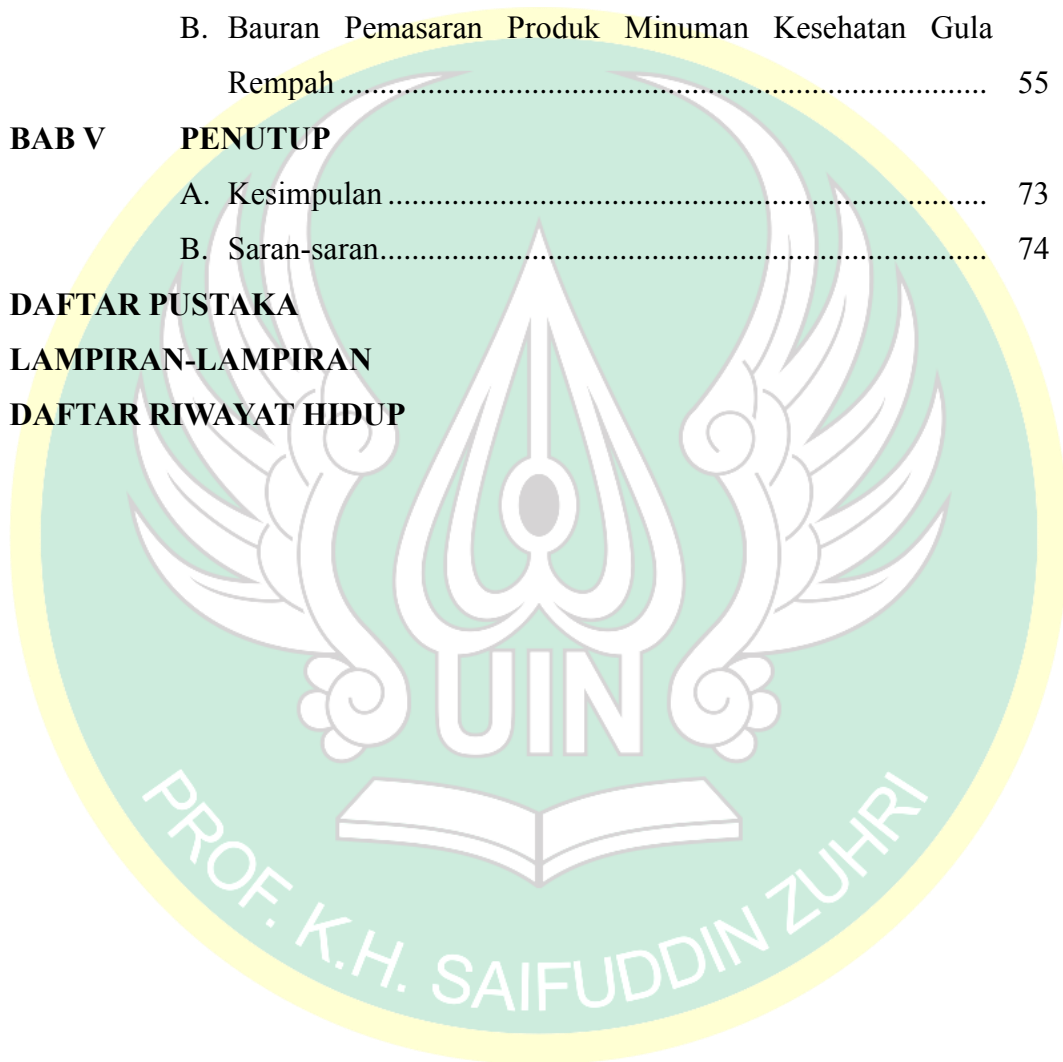 B. Bauran Pemasaran Produk Minuman Kesehatan Gula
Rempah ................................................................................ 55
BAB V PENUTUP
A. Kesimpulan .......................................................................... 73
B. Saran-saran........................................................................... 74
DAFTAR PUSTAKA
LAMPIRAN-LAMPIRAN
DAFTAR RIWAYAT HIDUP
UIN
PROF. K.H. SAIFUDDIN ZUHRI